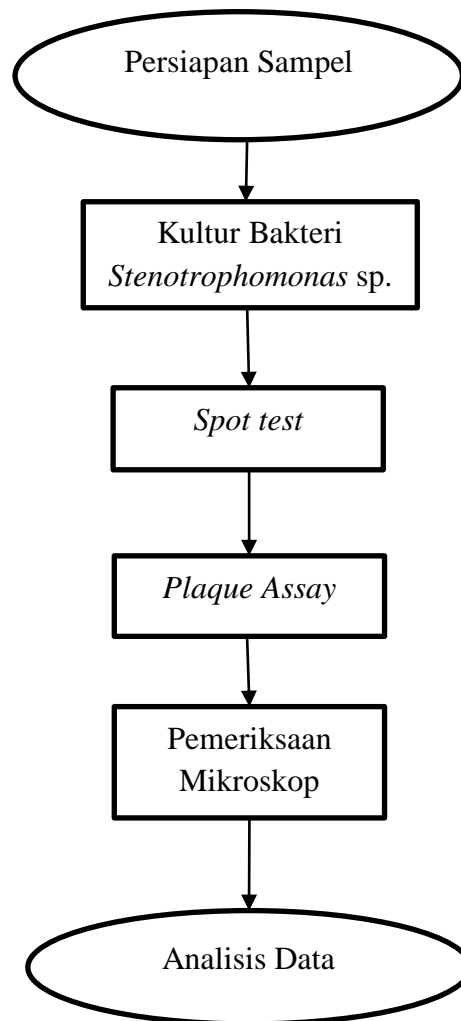 Persiapan Sampel
Kultur Bakteri
Stenotrophomonas sp.
Spot test
Plaque Assay
Pemeriksaan
Mikroskop
Analisis Data